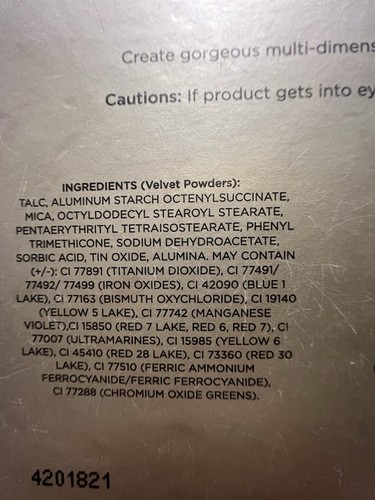 Create gorgeous multi-dimens
Cautions: If product gets into ey
INGREDIENTS (Velvet Powders):
TALC, ALUMINUM STARCH OCTENYLSUCCINATE,
MICA, OCTYLDODECYL STEAROYL STEARATE,
PENTAERYTHRITYL TETRAISOSTEARATE, PHENYL
TRIMETHICONE, SODIUM DEHYDROACETATE,
SORBIC ACID, TIN OXIDE, ALUMINA. MAY CONTAIN
(+/-): CI 77891 (TITANIUM DIOXIDE), CI 77491/
77492/ 77499 (IRON OXIDES), CI 42090 (BLUE 1
LAKE), CI 77163 (BISMUTH OXYCHLORIDE), CI 19140
(YELLOW 5 LAKE), CI 77742 (MANGANESE
VIOLET),CI 15850 (RED 7 LAKE, RED 6, RED 7), CI
77007 (ULTRAMARINES), CI 15985 (YELLOW 6
LAKE), CI 45410 (RED 28 LAKE), CI 73360 (RED 30
LAKE), CI 77510 (FERRIC AMMONIUM
FERROCYANIDE/FERRIC FERROCYANIDE),
CI 77288 (CHROMIUM OXIDE GREENS).
4201821